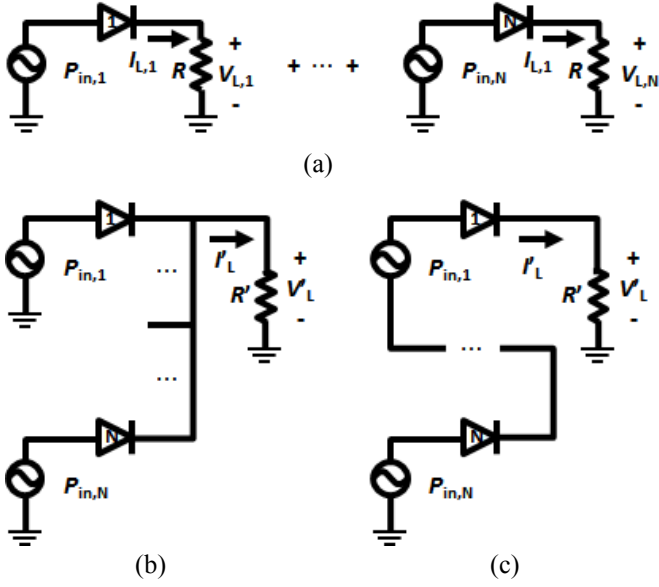 1 N
P_in,1 I_L,1 R + V_L,1 - + ··· + P_in,N I_L,1 R + V_L,N -
(a)
1 1
P_in,1 ··· I'_L R' + V'_L - P_in,1 I'_L R' + V'_L -
··· ···
N N
P_in,N P_in,N
(b) (c)